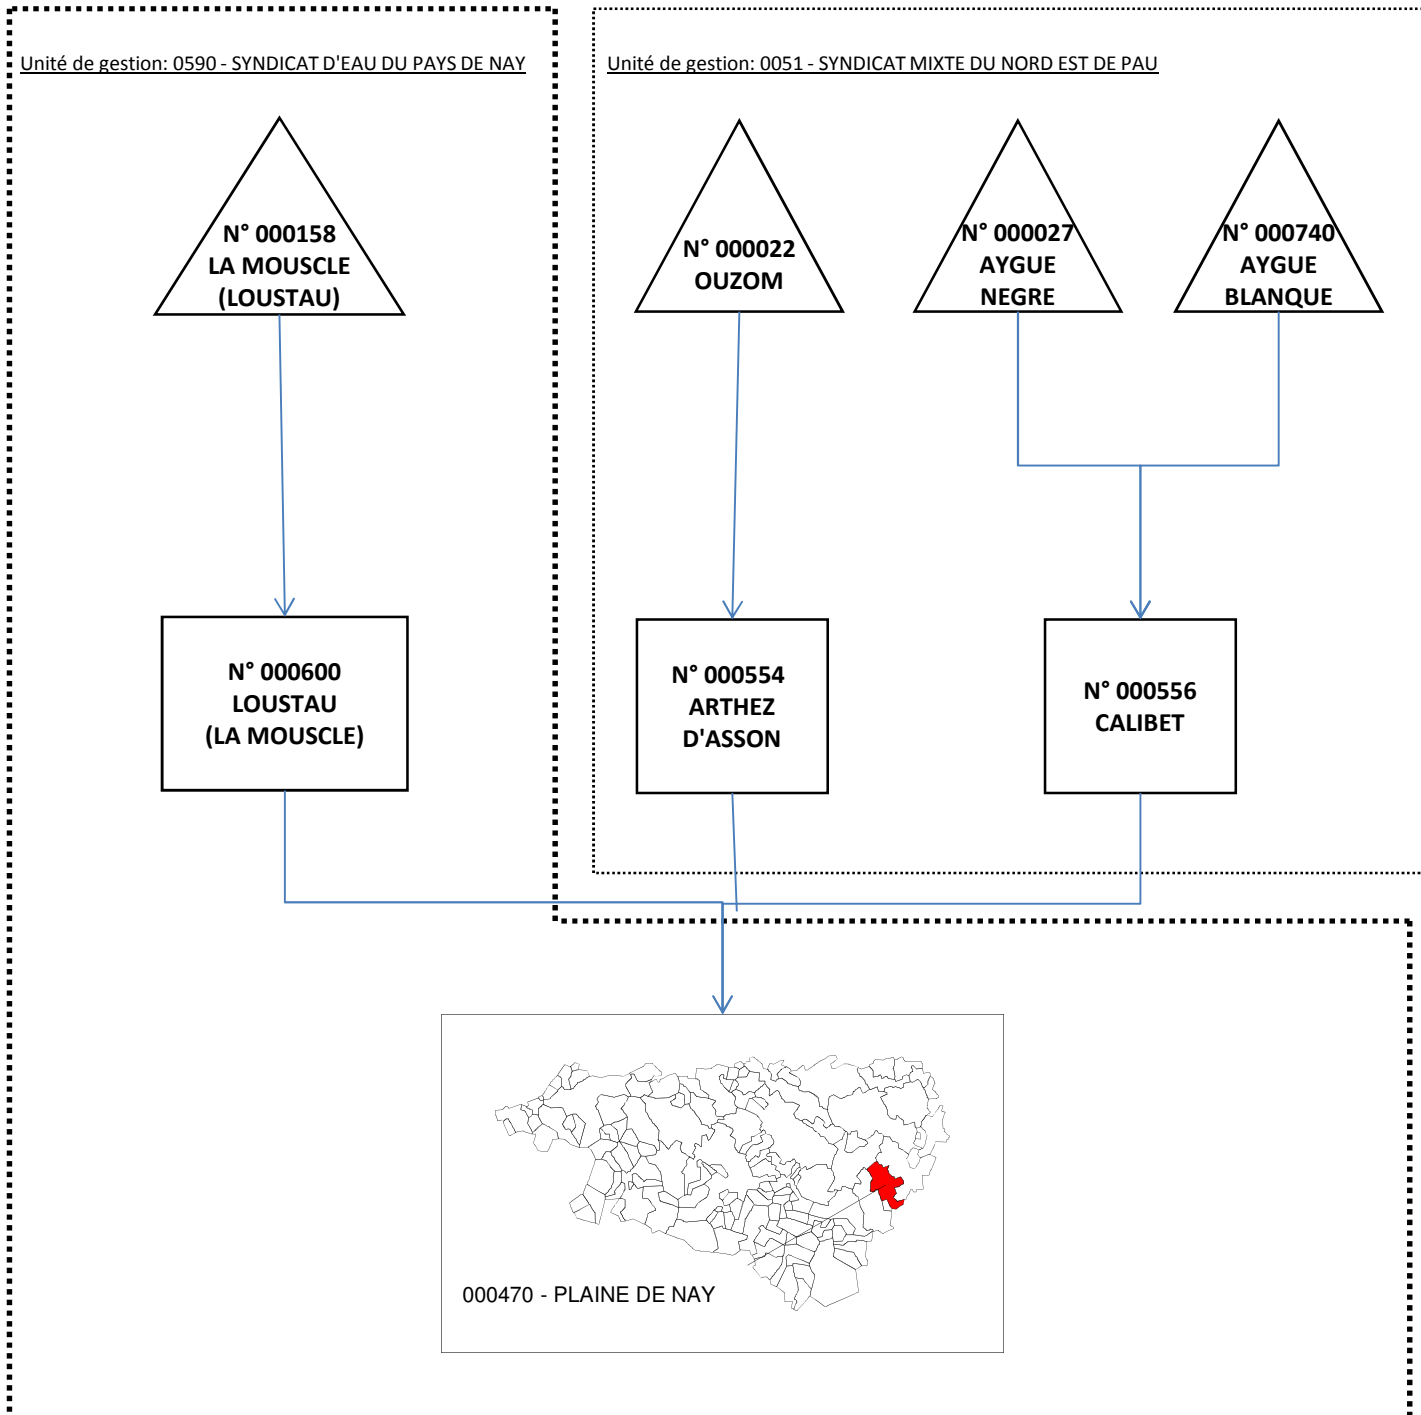 Unité de gestion: 0590 - SYNDICAT D'EAU DU PAYS DE NAY
Unité de gestion: 0051 - SYNDICAT MIXTE DU NORD EST DE PAU
N° 000158
LA MOUSCLE
(LOUSTAU)
N° 000022
OUZOM
N° 000027
AYGUE
NEGRE
N° 000740
AYGUE
BLANQUE
N° 000600
LOUSTAU
(LA MOUSCLE)
N° 000554
ARTHEZ
D'ASSON
N° 000556
CALIBET
000470 - PLAINE DE NAY